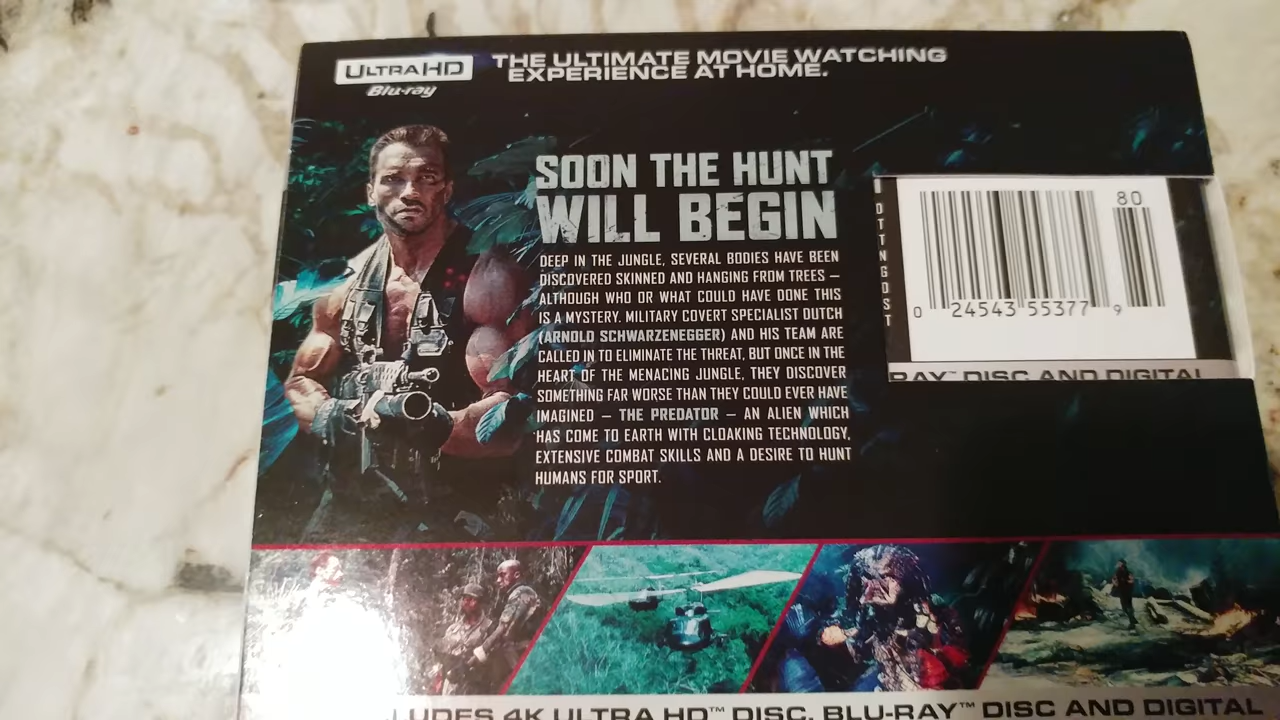 ULTRA HD
Blu-ray
THE ULTIMATE MOVIE WATCHING
EXPERIENCE AT HOME.
SOON THE HUNT
WILL BEGIN
DEEP IN THE JUNGLE, SEVERAL BODIES HAVE BEEN
DISCOVERED SKINNED AND HANGING FROM TREES –
ALTHOUGH WHO OR WHAT COULD HAVE DONE THIS
IS A MYSTERY. MILITARY COVERT SPECIALIST DUTCH
(ARNOLD SCHWARZENEGGER) AND HIS TEAM ARE
CALLED IN TO ELIMINATE THE THREAT, BUT ONCE IN THE
HEART OF THE MENACING JUNGLE, THEY DISCOVER
SOMETHING FAR WORSE THAN THEY COULD EVER HAVE
IMAGINED – THE PREDATOR – AN ALIEN WHICH
HAS COME TO EARTH WITH CLOAKING TECHNOLOGY,
EXTENSIVE COMBAT SKILLS AND A DESIRE TO HUNT
HUMANS FOR SPORT.
80
0 24543 55377 9
RAY™ DISC AND DIGITAL
LUDES 4K ULTRA HD™ DISC, BLU-RAY™ DISC AND DIGITAL